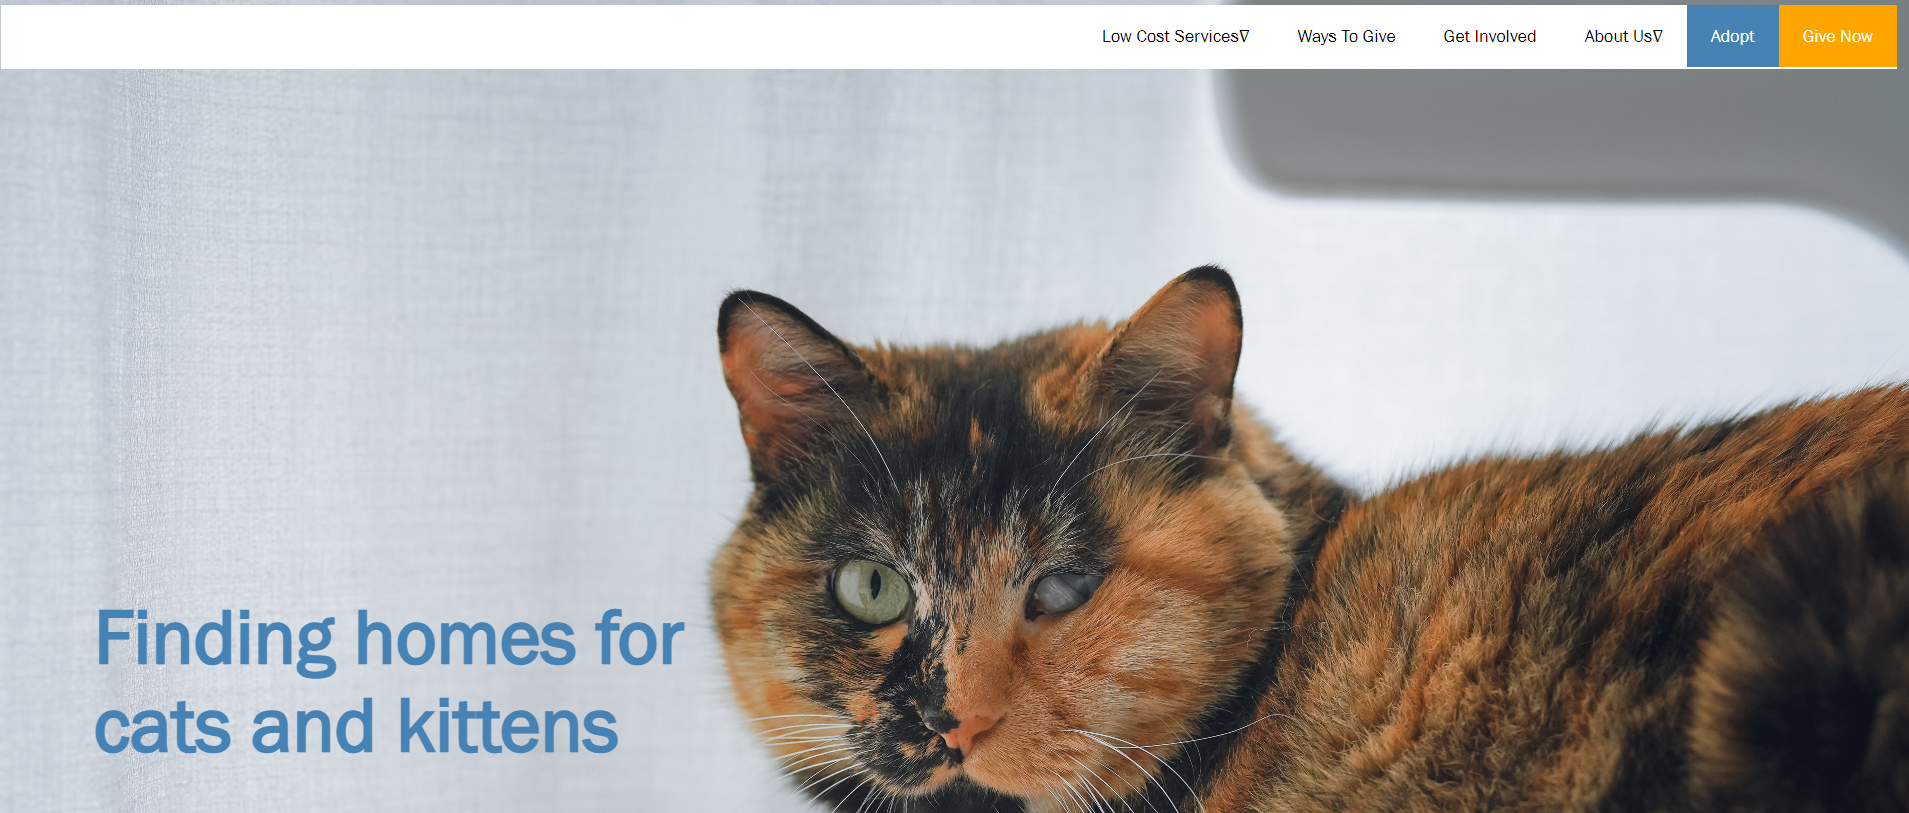 Low Cost Services∇ Ways To Give Get Involved About Us∇ Adopt Give Now
Finding homes for
cats and kittens